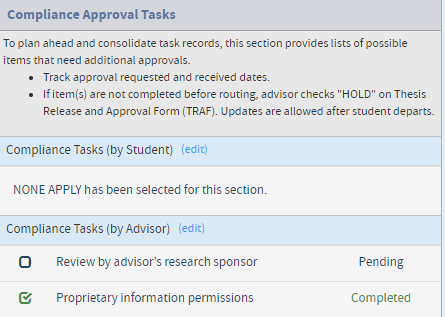 Compliance Approval Tasks
To plan ahead and consolidate task records, this section provides lists of possible
items that need additional approvals.
• Track approval requested and received dates.
• If item(s) are not completed before routing, advisor checks "HOLD" on Thesis
Release and Approval Form (TRAF). Updates are allowed after student departs.
Compliance Tasks (by Student) (edit)
NONE APPLY has been selected for this section.
Compliance Tasks (by Advisor) (edit)
Review by advisor's research sponsor Pending
Proprietary information permissions Completed